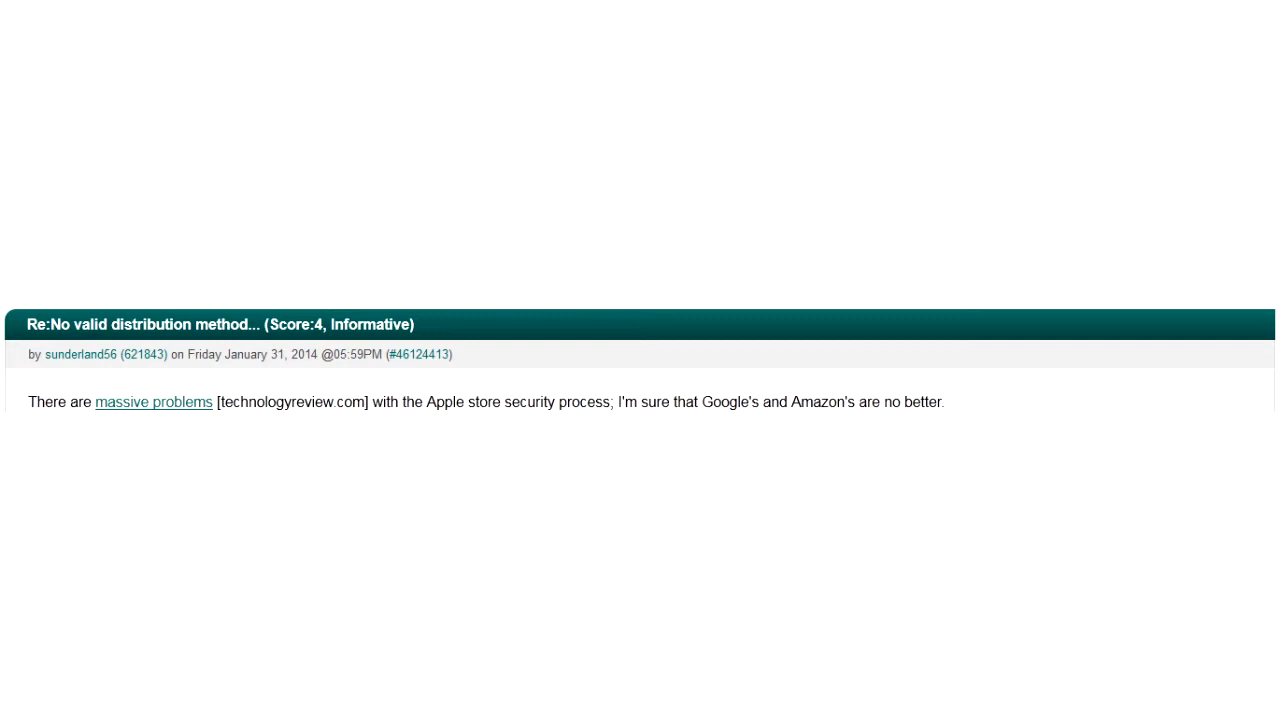 Re:No valid distribution method... (Score:4, Informative)
by sunderland56 (621843) on Friday January 31, 2014 @05:59PM (#46124413)
There are massive problems [technologyreview.com] with the Apple store security process; I'm sure that Google's and Amazon's are no better.